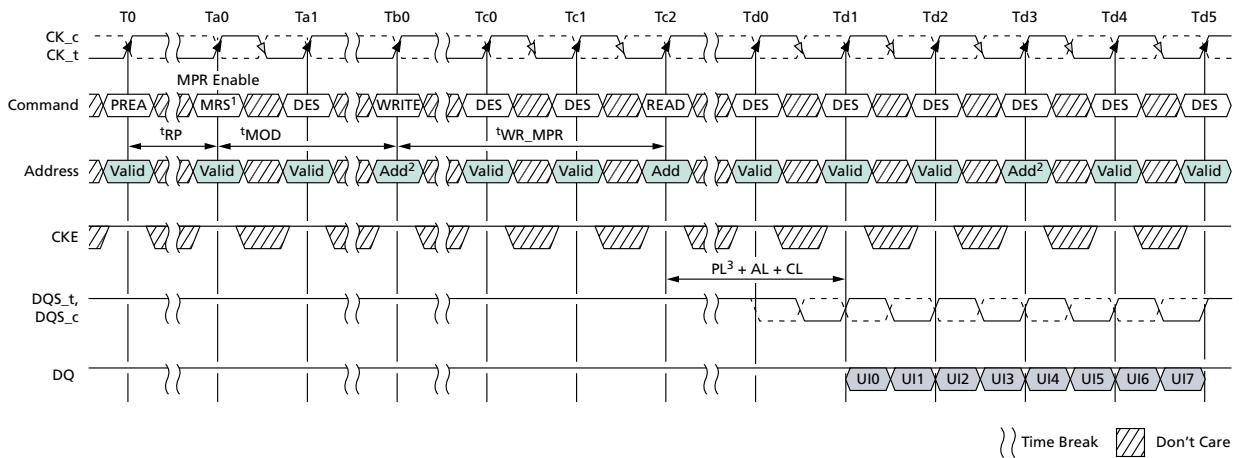 T0 Ta0 Ta1 Tb0 Tc0 Tc1 Tc2 Td0 Td1 Td2 Td3 Td4 Td5
CK_c
CK_t
MPR Enable
Command PREA MRS1 DES WRITE DES DES READ DES DES DES DES DES DES
tRP tMOD tWR_MPR
Address Valid Valid Valid Add2 Valid Valid Add Valid Valid Valid Add2 Valid Valid
CKE
PL3 + AL + CL
DQS_t,
DQS_c
DQ UI0 UI1 UI2 UI3 UI4 UI5 UI6 UI7
Time Break Don't Care